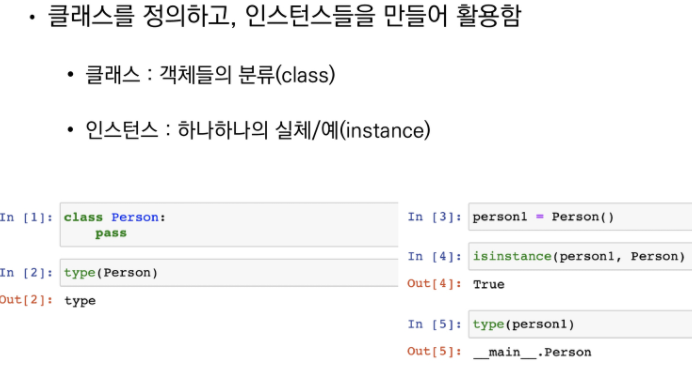 • 클래스를 정의하고, 인스턴스들을 만들어 활용함
• 클래스 : 객체들의 분류(class)
• 인스턴스 : 하나하나의 실체/예(instance)
In [1]: class Person:
pass
In [2]: type(Person)
Out[2]: type
In [3]: person1 = Person()
In [4]: isinstance(person1, Person)
Out[4]: True
In [5]: type(person1)
Out[5]: __main__.Person